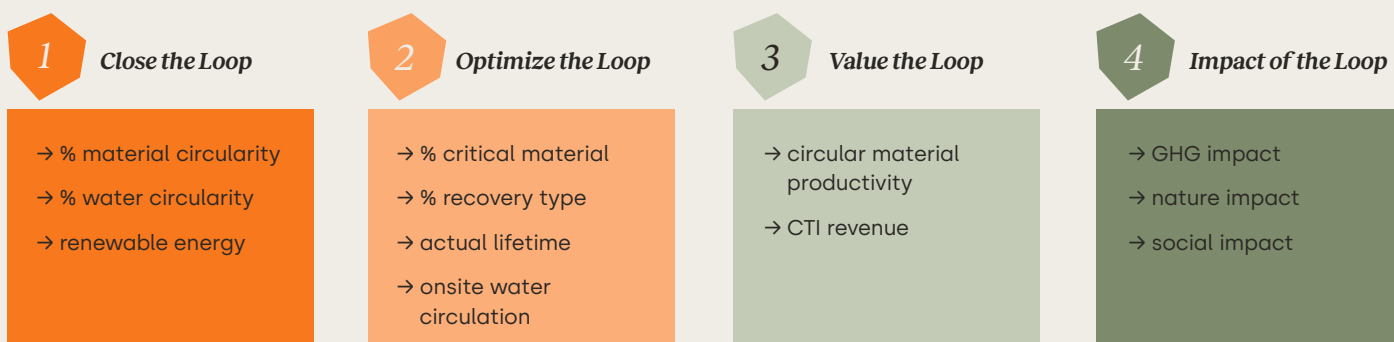 1 Close the Loop
→ % material circularity
→ % water circularity
→ renewable energy
2 Optimize the Loop
→ % critical material
→ % recovery type
→ actual lifetime
→ onsite water
circulation
3 Value the Loop
→ circular material
productivity
→ CTI revenue
4 Impact of the Loop
→ GHG impact
→ nature impact
→ social impact